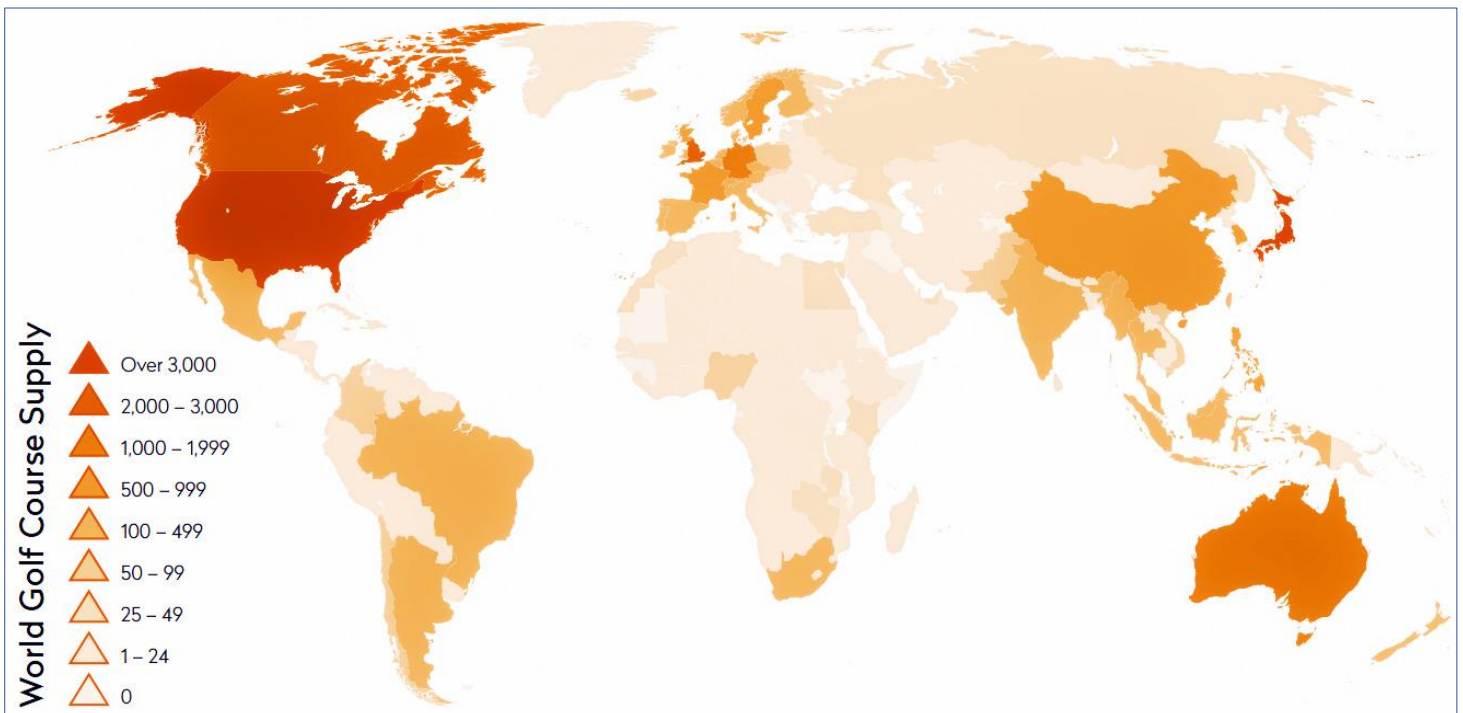 World Golf Course Supply
Over 3,000
2,000 – 3,000
1,000 – 1,999
500 – 999
100 – 499
50 – 99
25 – 49
1 – 24
0